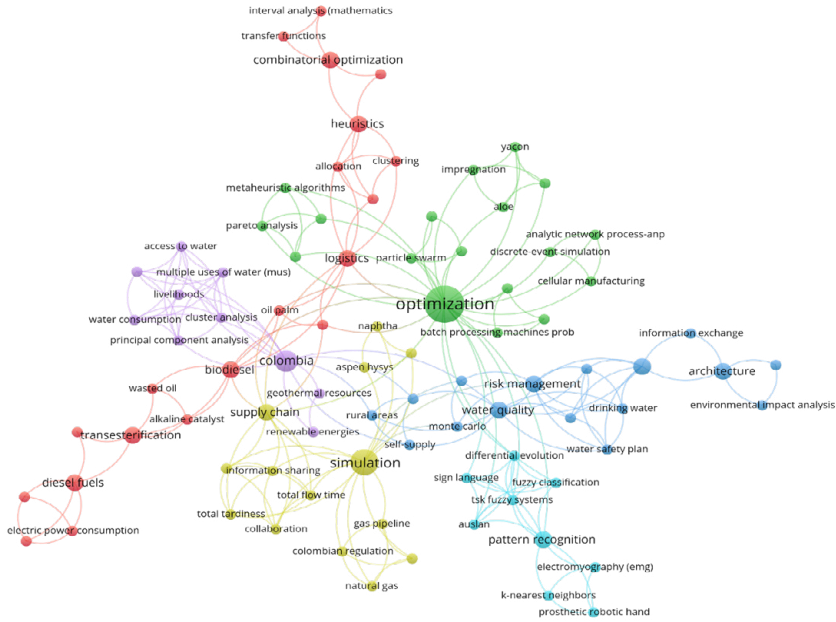 interval analysis (mathematics
transfer functions
combinatorial optimization
heuristics
yacon
clustering
allocation
impregnation
metaheuristic algorithms
aloe
pareto analysis
analytic network process-anp
access to water
discrete-event simulation
logistics
particle swarm
multiple uses of water (mus)
cellular manufacturing
livelihoods
optimization
oil palm
water consumption
cluster analysis
naphtha
batch processing machines prob
information exchange
principal component analysis
colombia
aspen hysys
biodiesel
architecture
risk management
wasted oil
geothermal resources
environmental impact analysis
supply chain
rural areas
water quality
drinking water
alkaline catalyst
monte carlo
renewable energies
transesterification
self-supply
water safety plan
differential evolution
simulation
information sharing
sign language
fuzzy classification
diesel fuels
total flow time
tsk fuzzy systems
total tardiness
gas pipeline
auslan
collaboration
electric power consumption
pattern recognition
colombian regulation
electromyography (emg)
natural gas
k-nearest neighbors
prosthetic robotic hand